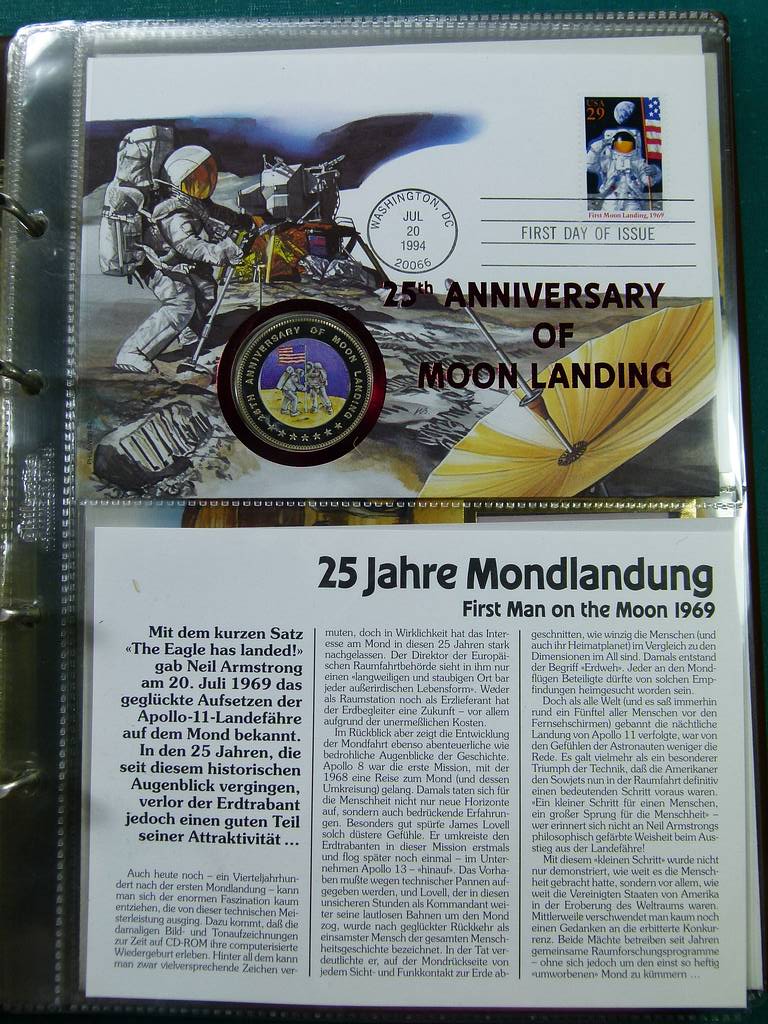 USA
29
First Moon Landing, 1969
WASHINGTON, DC
JUL
20
1994
20066
FIRST DAY OF ISSUE
25th ANNIVERSARY
OF
MOON LANDING
25TH ANNIVERSARY OF MOON LANDING
25 Jahre Mondlandung
First Man on the Moon 1969
Mit dem kurzen Satz
«The Eagle has landed!»
gab Neil Armstrong
am 20. Juli 1969 das
geglückte Aufsetzen der
Apollo-11-Landefähre
auf dem Mond bekannt.
In den 25 Jahren, die
seit diesem historischen
Augenblick vergingen,
verlor der Erdtrabant
jedoch einen guten Teil
seiner Attraktivität ...
Auch heute noch – ein Vierteljahrhun-
dert nach der ersten Mondlandung – kann
man sich der enormen Faszination kaum
entziehen, die von dieser technischen Mei-
sterleistung ausging. Dazu kommt, daß die
damaligen Bild- und Tonaufzeichnungen
zur Zeit auf CD-ROM ihre computerisierte
Wiedergeburt erleben. Hinter all dem kann
man zwar vielversprechende Zeichen ver-
muten, doch in Wirklichkeit hat das Inter-
esse am Mond in diesen 25 Jahren stark
nachgelassen. Der Direktor der Europäi-
schen Raumfahrtbehörde sieht in ihm nur
einen «langweiligen und staubigen Ort bar
jeder außerirdischen Lebensform». Weder
als Raumstation noch als Erzlieferant hat
der Erdbegleiter eine Zukunft – vor allem
aufgrund der unermeßlichen Kosten.
Im Rückblick aber zeigt die Entwicklung
der Mondfahrt ebenso abenteuerliche wie
bedrohliche Augenblicke der Geschichte.
Apollo 8 war die erste Mission, mit der
1968 eine Reise zum Mond (und dessen
Umkreisung) gelang. Damals taten sich für
die Menschheit nicht nur neue Horizonte
auf, sondern auch bedrückende Erfahrun-
gen. Besonders gut spürte James Lovell
solch düstere Gefühle. Er umkreiste den
Erdtrabanten in dieser Mission erstmals
und flog später noch einmal – im Unter-
nehmen Apollo 13 – «hinauf». Das Vorha-
ben mußte wegen technischer Pannen auf-
gegeben werden, und Lovell, der in diesen
unsicheren Stunden als Kommandant wei-
ter seine lautlosen Bahnen um den Mond
zog, wurde nach geglückter Rückkehr als
einsamster Mensch der gesamten Mensch-
heitsgeschichte bezeichnet. In der Tat ver-
deutlichte er, auf der Mondrückseite von
jedem Sicht- und Funkkontakt zur Erde ab-
geschnitten, wie winzig die Menschen (und
auch ihr Heimatplanet) im Vergleich zu den
Dimensionen im All sind. Damals entstand
der Begriff «Erdweh». Jeder an den Mond-
flügen Beteiligte dürfte von solchen Emp-
findungen heimgesucht worden sein.
Doch als alle Welt (und es saß immerhin
rund ein Fünftel aller Menschen vor den
Fernsehschirmen) gebannt die nächtliche
Landung von Apollo 11 verfolgte, war von
den Gefühlen der Astronauten weniger die
Rede. Es galt vielmehr als ein besonderer
Triumph der Technik, daß die Amerikaner
den Sowjets nun in der Raumfahrt definitiv
einen bedeutenden Schritt voraus waren.
«Ein kleiner Schritt für einen Menschen,
ein großer Sprung für die Menschheit» –
wer erinnert sich nicht an Neil Armstrongs
philosophisch gefärbte Weisheit beim Aus-
stieg aus der Landefähre!
Mit diesem «kleinen Schritt» wurde nicht
nur demonstriert, wie weit es die Mensch-
heit gebracht hatte, sondern vor allem, wie
weit die Vereinigten Staaten von Amerika
in der Eroberung des Weltraums waren.
Mittlerweile verschwendet man kaum noch
einen Gedanken an die erbitterte Konkur-
renz. Beide Mächte betreiben seit Jahren
gemeinsame Raumforschungsprogramme
– ohne sich jedoch um den einst so heftig
«umworbenen» Mond zu kümmern ...